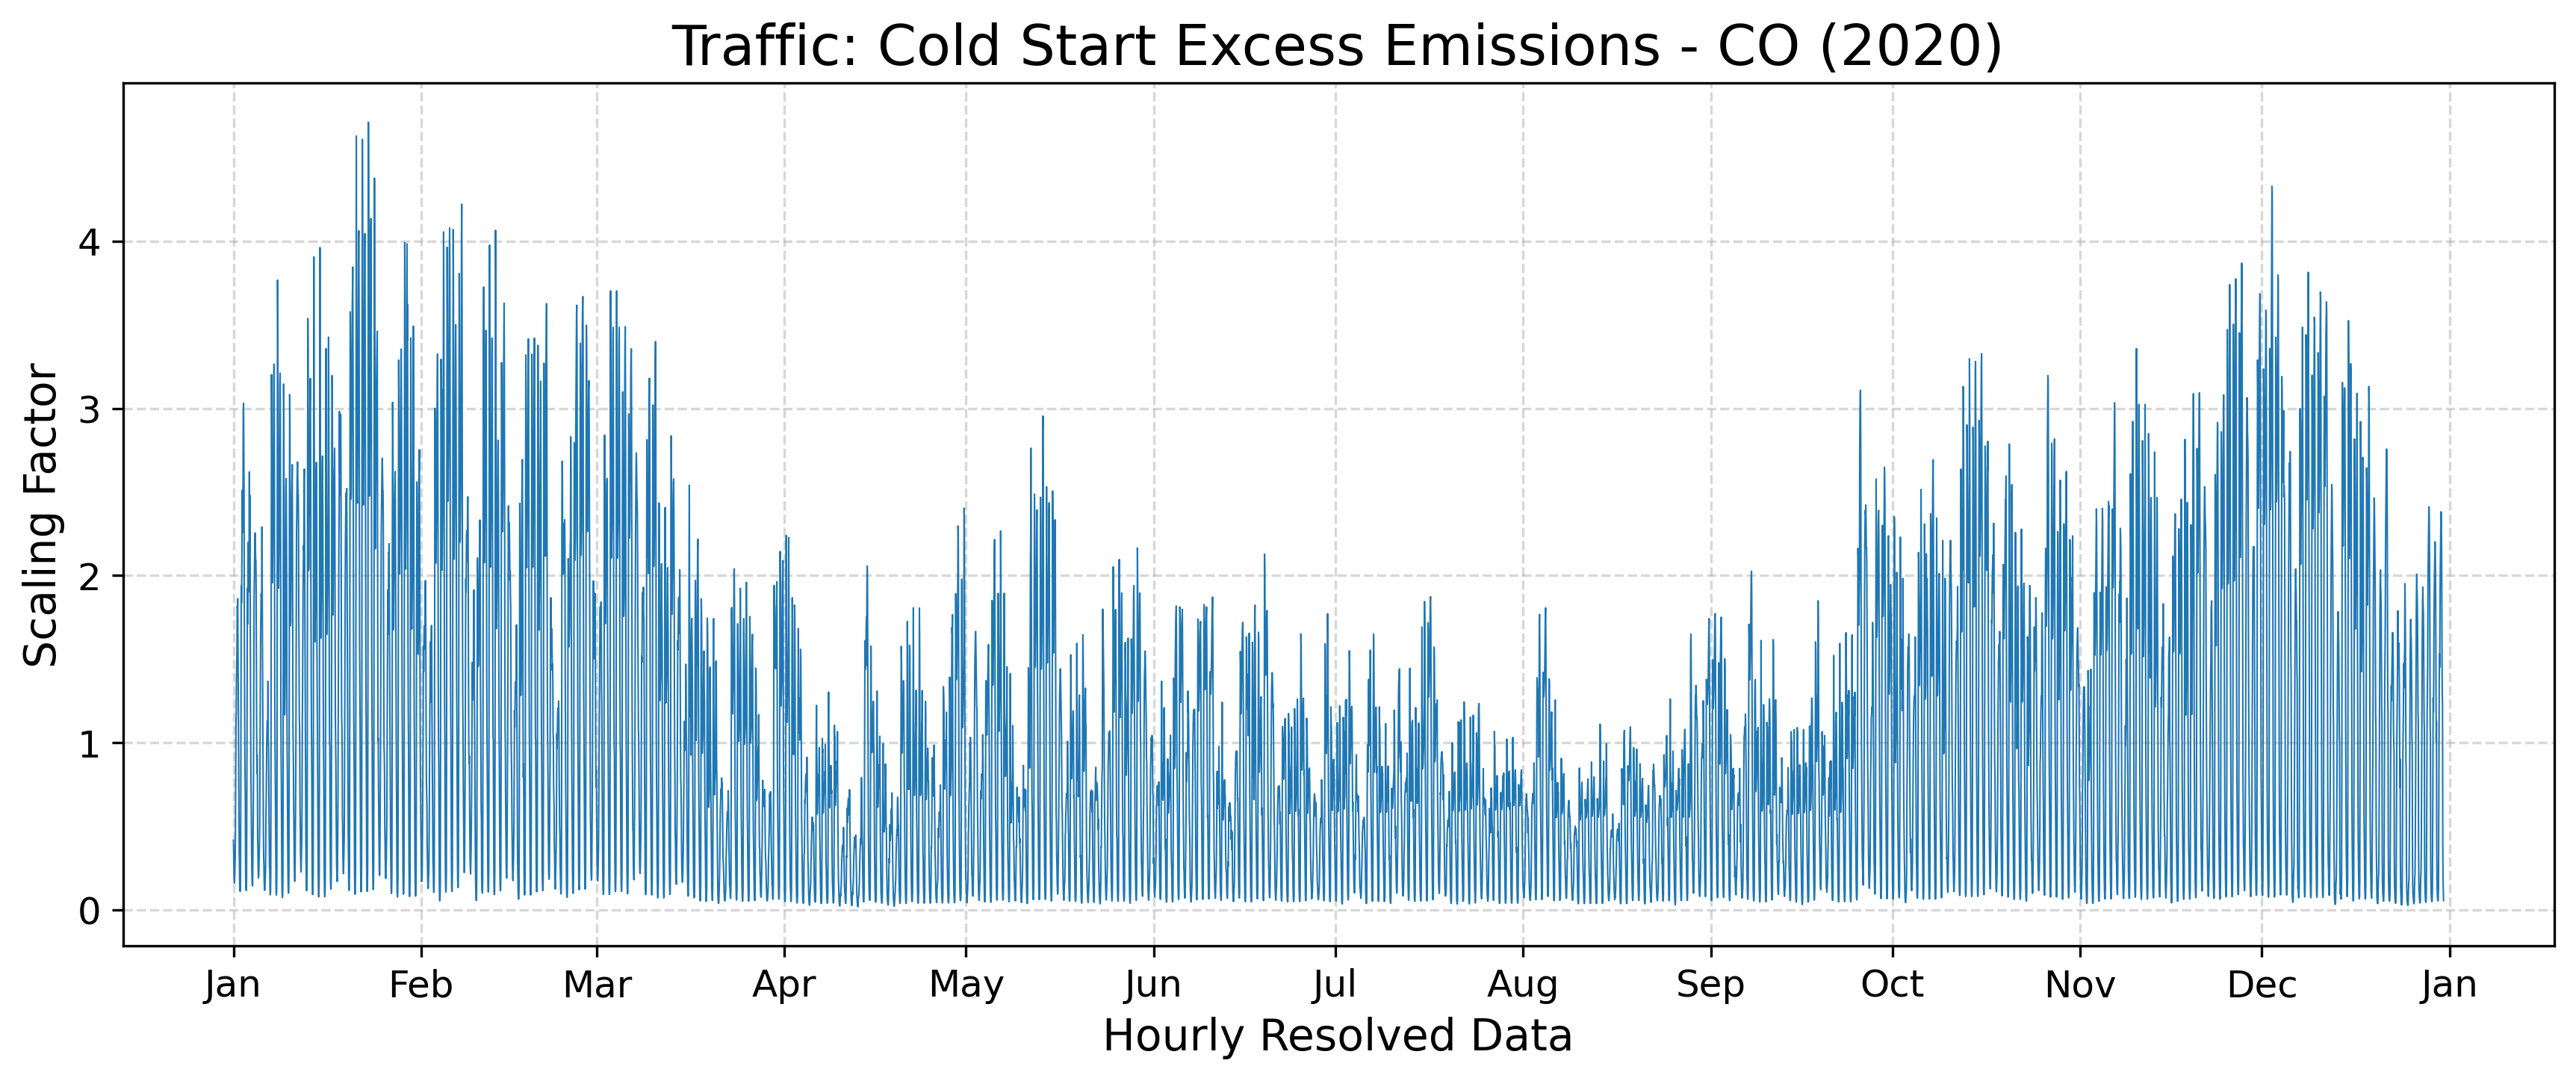 Traffic: Cold Start Excess Emissions - CO (2020)
Scaling Factor
4
3
2
1
0
Jan Feb Mar Apr May Jun Jul Aug Sep Oct Nov Dec Jan
Hourly Resolved Data